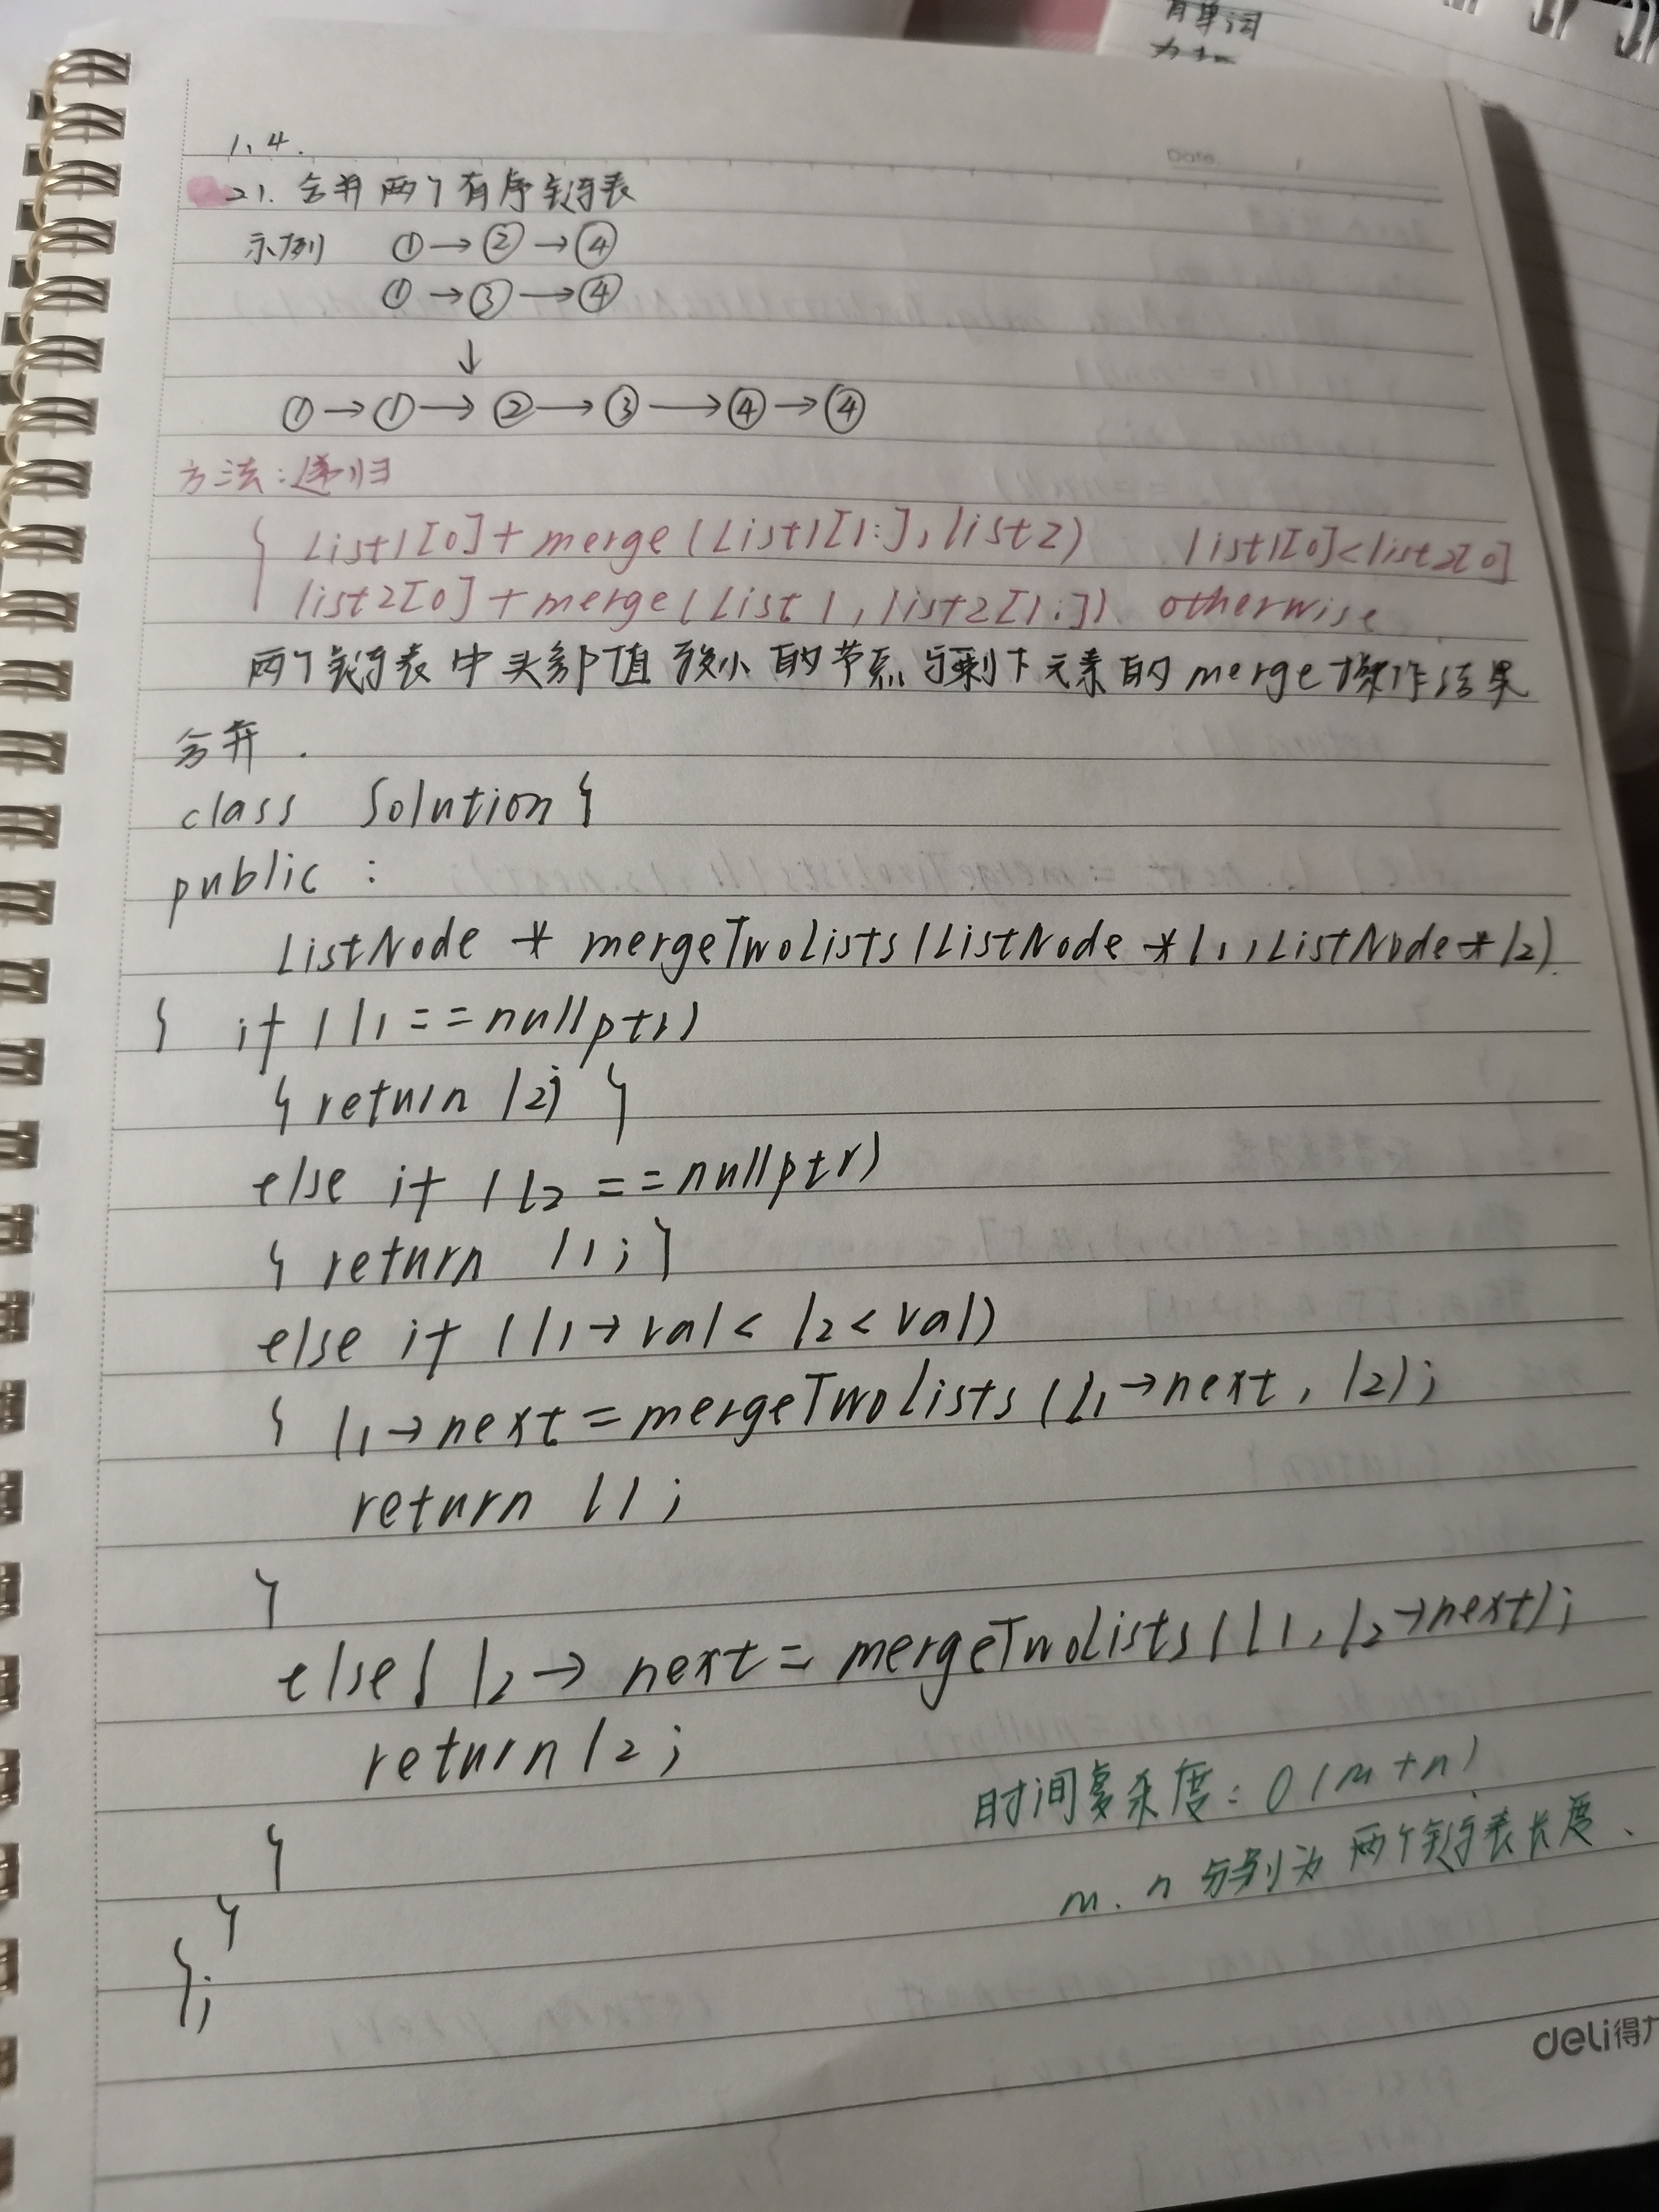 有单词
1.4.
Date
21. 合并两个有序链表
示例 ①→②→④
①→③→④
↓
①→①→②→③→④→④
方法:递归
{ List1[0]+merge(List1[1:],list2) list1[0]<list2[0]
list2[0]+merge(List1,list2[1:]) otherwise
两个链表中头部值较小的节点与剩下元素的merge操作结果
合并.
class Solution{
public:
ListNode * mergeTwoLists(ListNode *l1,ListNode *l2)
{ if (l1==nullptr)
{ return l2; }
else if (l2 ==nullptr)
{ return l1; }
else if (l1→val< l2<val)
{ l1→next=mergeTwoLists(l1→next, l2);
return l1;
}
else{ l2→ next=mergeTwoLists(l1,l2→next);
return l2;
时间复杂度:O(m+n)
}
m、n 分别为两个链表长度、
}
};
deli得力